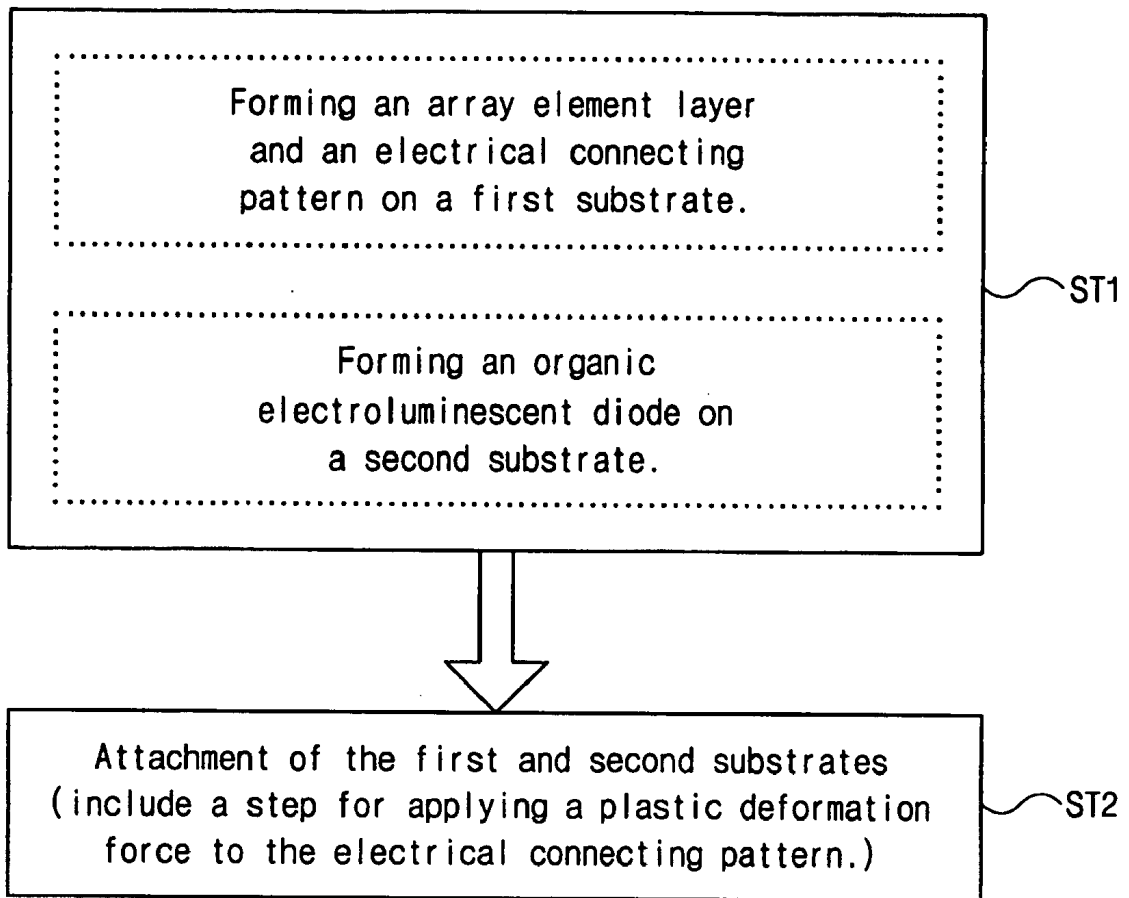 Forming an array element layer
and an electrical connecting
pattern on a first substrate.
ST1
Forming an organic
electroluminescent diode on
a second substrate.
Attachment of the first and second substrates
(include a step for applying a plastic deformation
force to the electrical connecting pattern.)
ST2